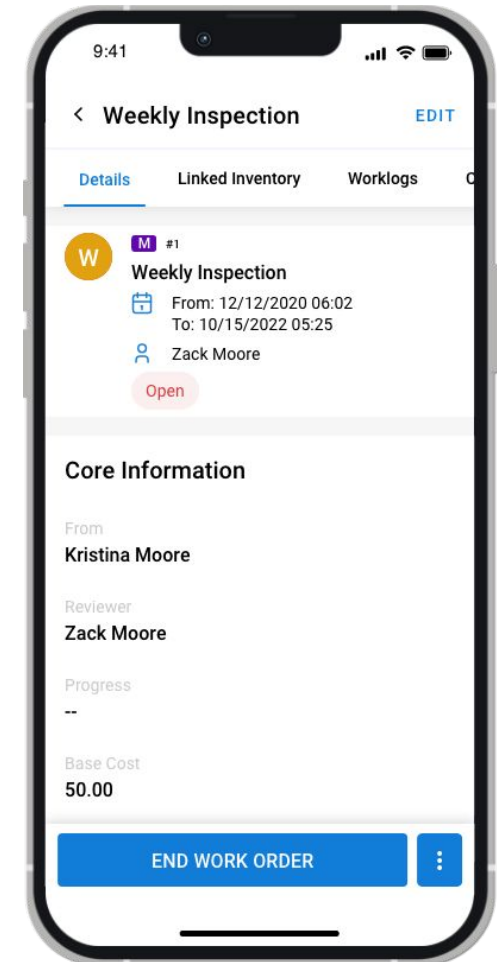 9:41
Weekly Inspection
EDIT
Details Linked Inventory Worklogs
W
M #1
Weekly Inspection
From: 12/12/2020 06:02
To: 10/15/2022 05:25
Zack Moore
Open
Core Information
From
Kristina Moore
Reviewer
Zack Moore
Progress
--
Base Cost
50.00
END WORK ORDER